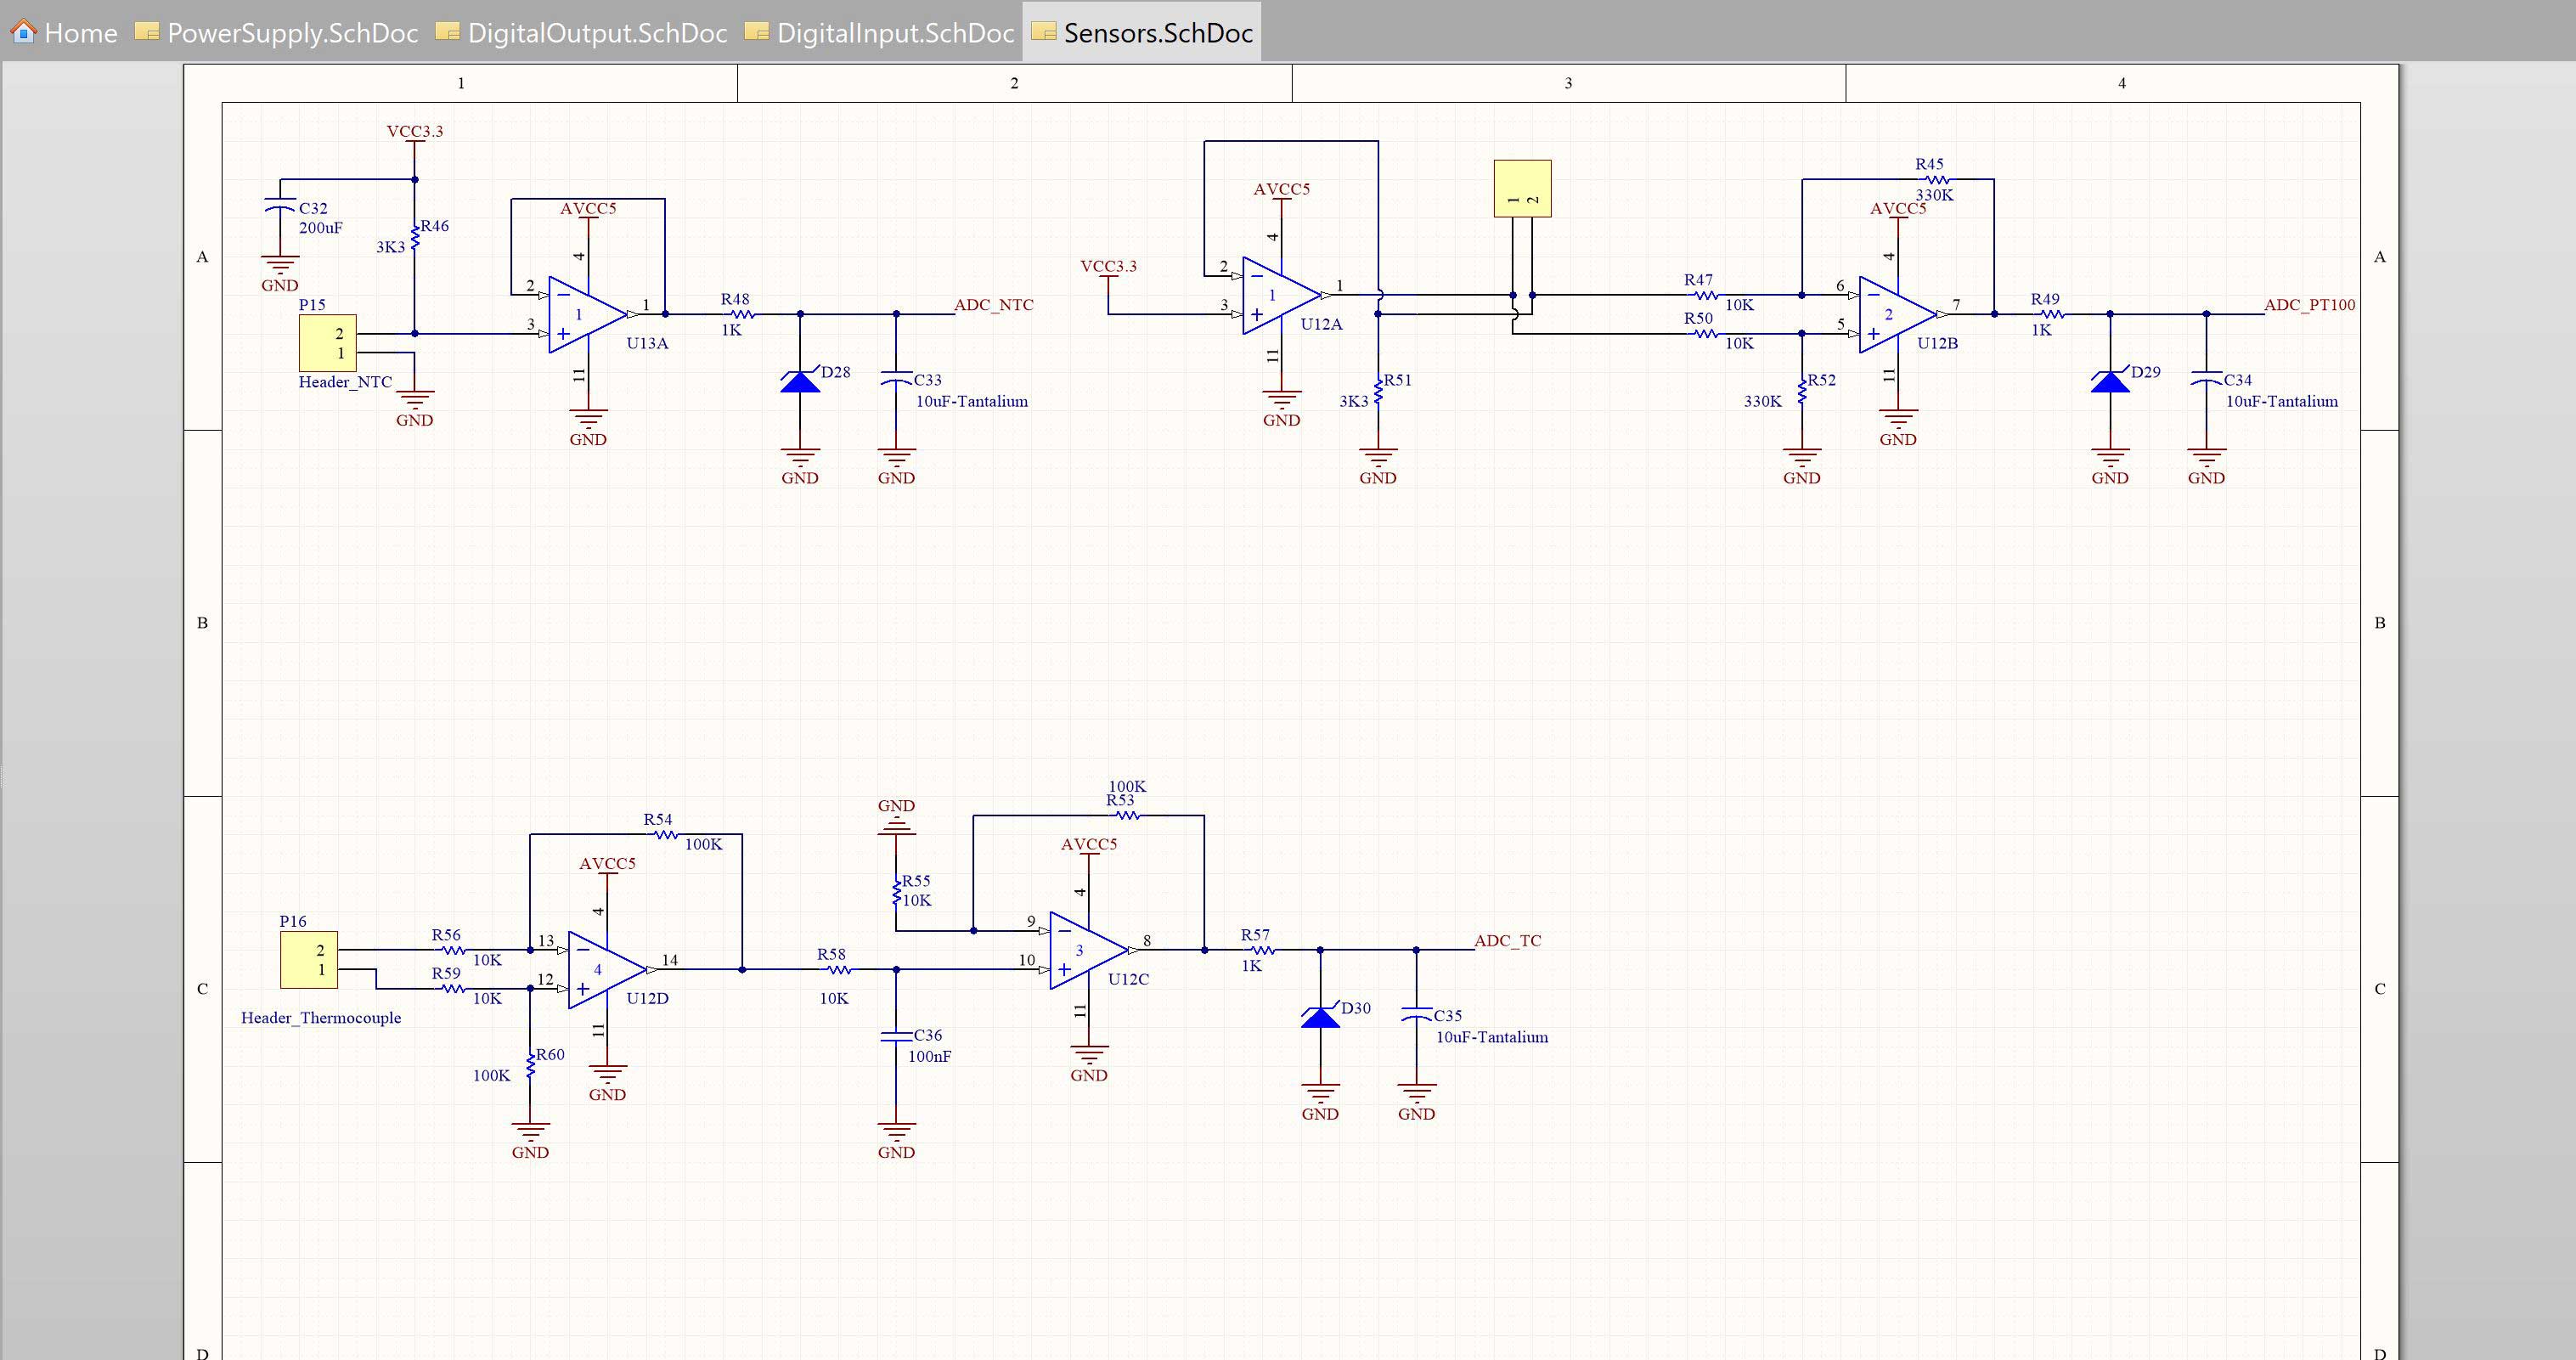 Home PowerSupply.SchDoc DigitalOutput.SchDoc DigitalInput.SchDoc Sensors.SchDoc
1 2 3 4
A A
B B
C C
D D
VCC3.3
C32
200uF
GND
R46
3K3
P15
2
1
Header_NTC
GND
AVCC5
4
2
3
1
1
U13A
11
GND
R48
1K
ADC_NTC
D28
GND
C33
10uF-Tantalium
GND
VCC3.3
AVCC5
4
2
3
1
1
U12A
11
GND
1 2
R51
3K3
GND
R47
10K
R50
10K
R52
330K
GND
R45
330K
AVCC5
4
6
5
2
7
U12B
11
GND
R49
1K
ADC_PT100
D29
GND
C34
10uF-Tantalium
GND
P16
2
1
Header_Thermocouple
R56
10K
R59
10K
R60
100K
GND
R54
100K
AVCC5
4
13
12
4
14
U12D
11
GND
R58
10K
C36
100nF
GND
GND
R55
10K
100K
R53
AVCC5
4
9
10
3
8
U12C
11
GND
R57
1K
ADC_TC
D30
GND
C35
10uF-Tantalium
GND